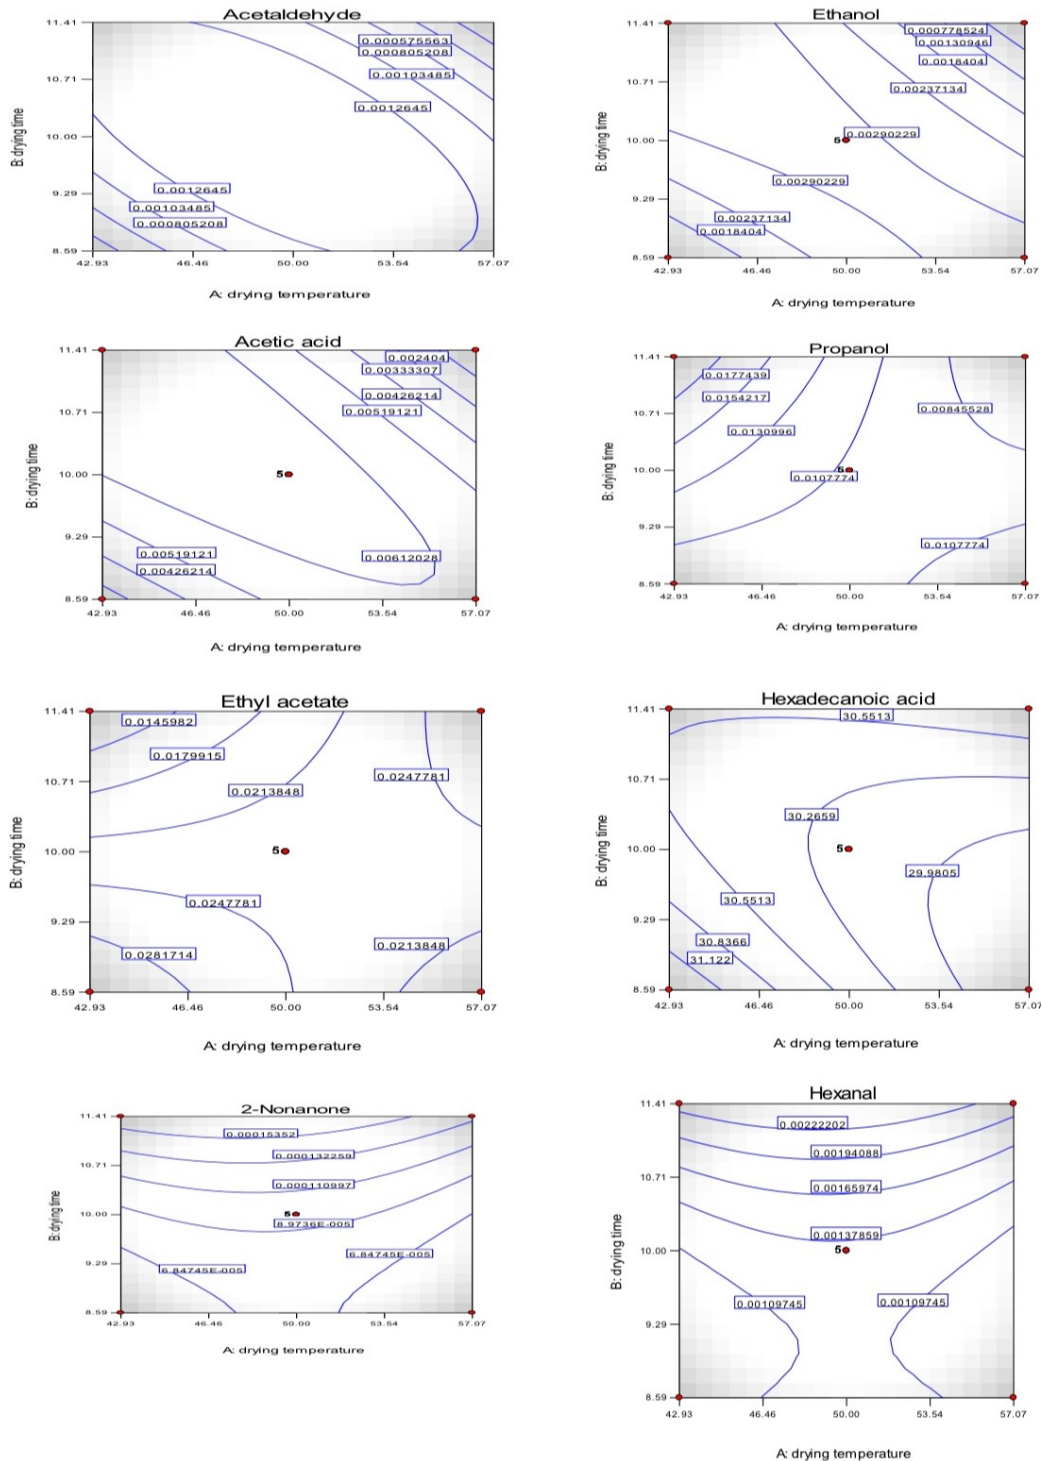 Acetaldehyde
11.41
10.71
10.00
9.29
8.59
B: drying time
0.000575563
0.000805208
0.00103485
0.0012645
0.0012645
0.00103485
0.000805208
42.93 46.46 50.00 53.54 57.07
A: drying temperature
Ethanol
11.41
10.71
10.00
9.29
8.59
B: drying time
0.000778524
0.00130946
0.0018404
0.00237134
0.00290229
5
0.00290229
0.00237134
0.0018404
42.93 46.46 50.00 53.54 57.07
A: drying temperature
Acetic acid
11.41
10.71
10.00
9.29
8.59
B: drying time
0.002404
0.00333307
0.00426214
0.00519121
5
0.00519121
0.00426214
0.00612028
42.93 46.46 50.00 53.54 57.07
A: drying temperature
Propanol
11.41
10.71
10.00
9.29
8.59
B: drying time
0.0177439
0.0154217
0.0130996
0.00845528
5
0.0107774
0.0107774
42.93 46.46 50.00 53.54 57.07
A: drying temperature
Ethyl acetate
11.41
10.71
10.00
9.29
8.59
B: drying time
0.0145982
0.0179915
0.0213848
0.0247781
5
0.0247781
0.0281714
0.0213848
42.93 46.46 50.00 53.54 57.07
A: drying temperature
Hexadecanoic acid
11.41
10.71
10.00
9.29
8.59
B: drying time
30.5513
30.2659
5
29.9805
30.5513
30.8366
31.122
42.93 46.46 50.00 53.54 57.07
A: drying temperature
2-Nonanone
11.41
10.71
10.00
9.29
8.59
B: drying time
0.00015352
0.000132259
0.000110997
5
8.9736E-005
6.84745E-005
6.84745E-005
42.93 46.46 50.00 53.54 57.07
A: drying temperature
Hexanal
11.41
10.71
10.00
9.29
8.59
B: drying time
0.00222202
0.00194088
0.00165974
0.00137859
5
0.00109745
0.00109745
42.93 46.46 50.00 53.54 57.07
A: drying temperature